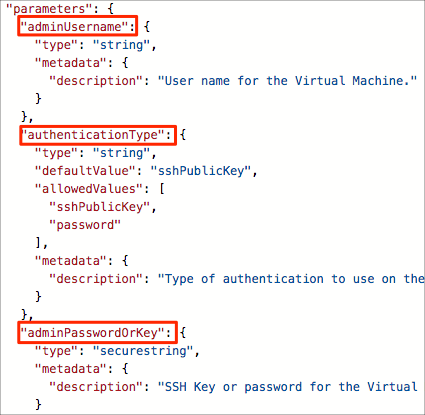 "parameters": {
"adminUsername": {
"type": "string",
"metadata": {
"description": "User name for the Virtual Machine."
}
},
"authenticationType": {
"type": "string",
"defaultValue": "sshPublicKey",
"allowedValues": [
"sshPublicKey",
"password"
],
"metadata": {
"description": "Type of authentication to use on the
}
},
"adminPasswordOrKey": {
"type": "securestring",
"metadata": {
"description": "SSH Key or password for the Virtual
}